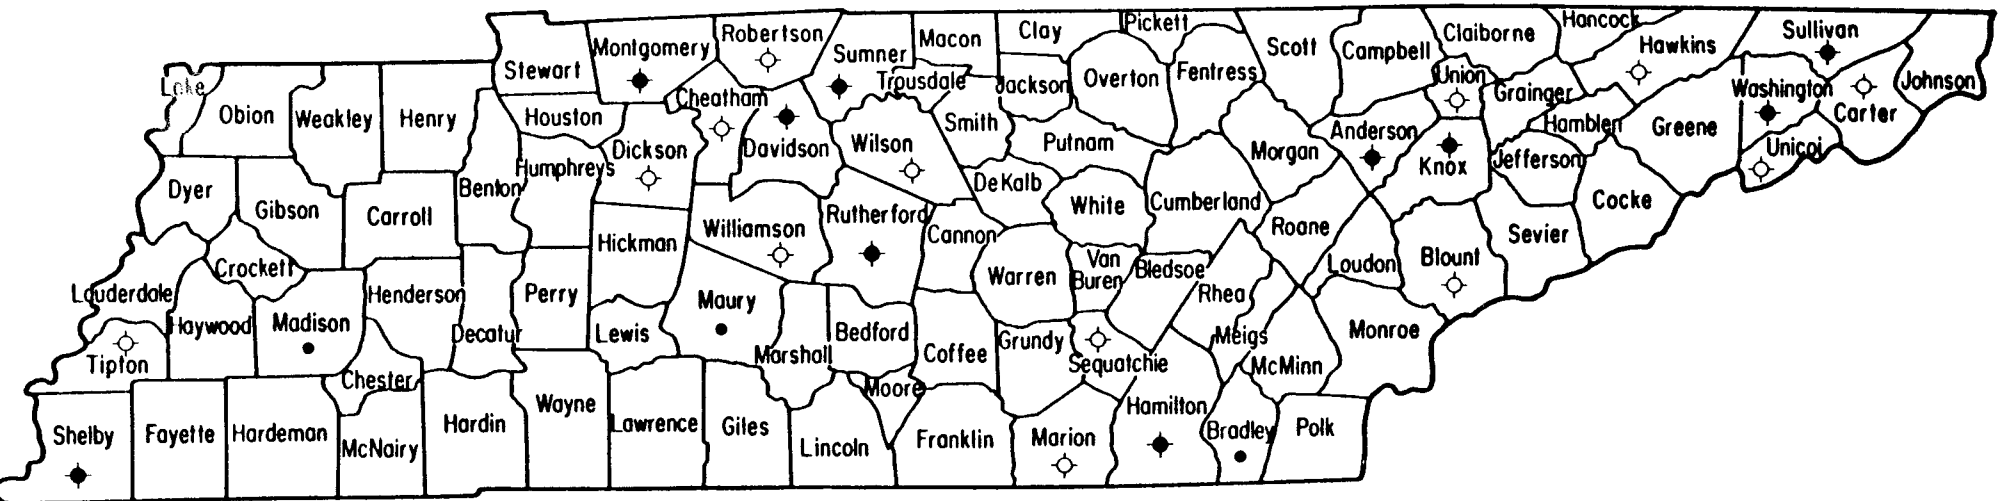 Pickett
Hancock
Robertson
Clay
Sullivan
Montgomery
Macon
Claiborne
Sumner
Scott
Hawkins
Campbell
Stewart
Lake
Trousdale
Jackson
Overton
Fentress
Union
Johnson
Grainger
Washington
Cheatham
Obion
Weakley
Henry
Houston
Smith
Carter
Hamblen
Greene
Anderson
Dickson
Davidson
Wilson
Putnam
Morgan
Unicoi
Humphreys
Knox
Jefferson
Dyer
Benton
DeKalb
Gibson
Carroll
White
Cumberland
Cocke
Rutherford
Williamson
Hickman
Cannon
Roane
Sevier
Crockett
Van
Buren
Bledsoe
Loudon
Blount
Warren
Lauderdale
Henderson
Perry
Maury
Rhea
Haywood
Madison
Decatur
Lewis
Bedford
Grundy
Meigs
Monroe
Marshall
Coffee
Tipton
Sequatchie
McMinn
Chester
Moore
Wayne
Hamilton
Shelby
Fayette
Hardeman
Hardin
Lawrence
Giles
Franklin
Marion
Bradley
Polk
McNairy
Lincoln